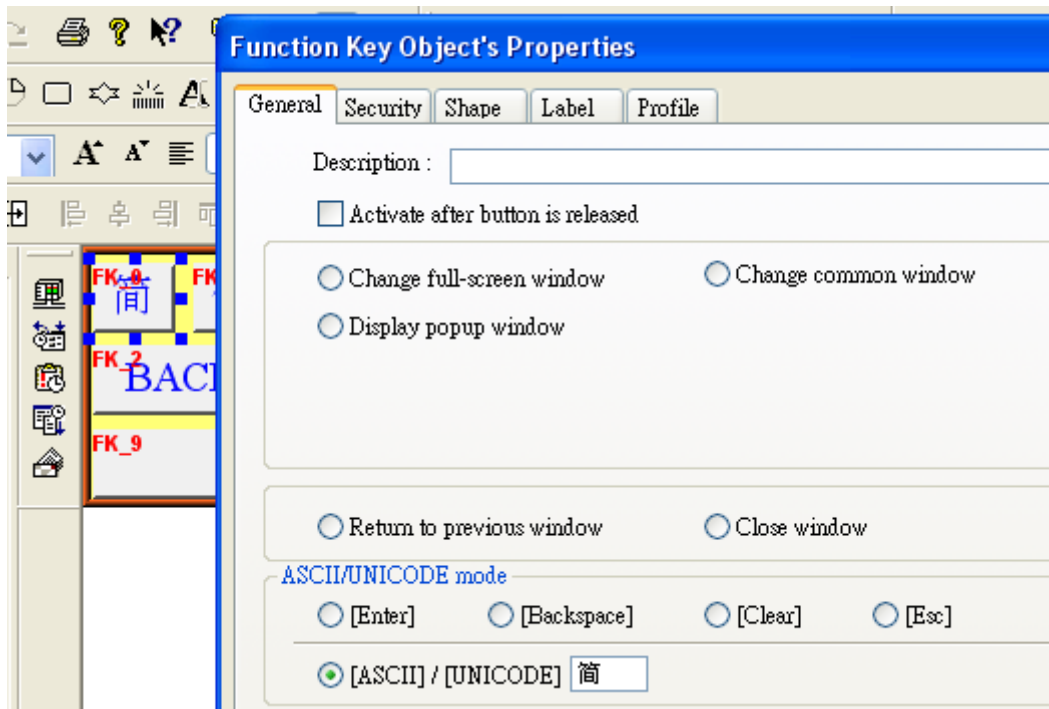 Function Key Object's Properties
General Security Shape Label Profile
Description :
Activate after button is released
Change full-screen window Change common window
Display popup window
Return to previous window Close window
ASCII/UNICODE mode
[Enter] [Backspace] [Clear] [Esc]
[ASCII] / [UNICODE] 简
FK_0 FK
简
FK_2
BAC
FK_9